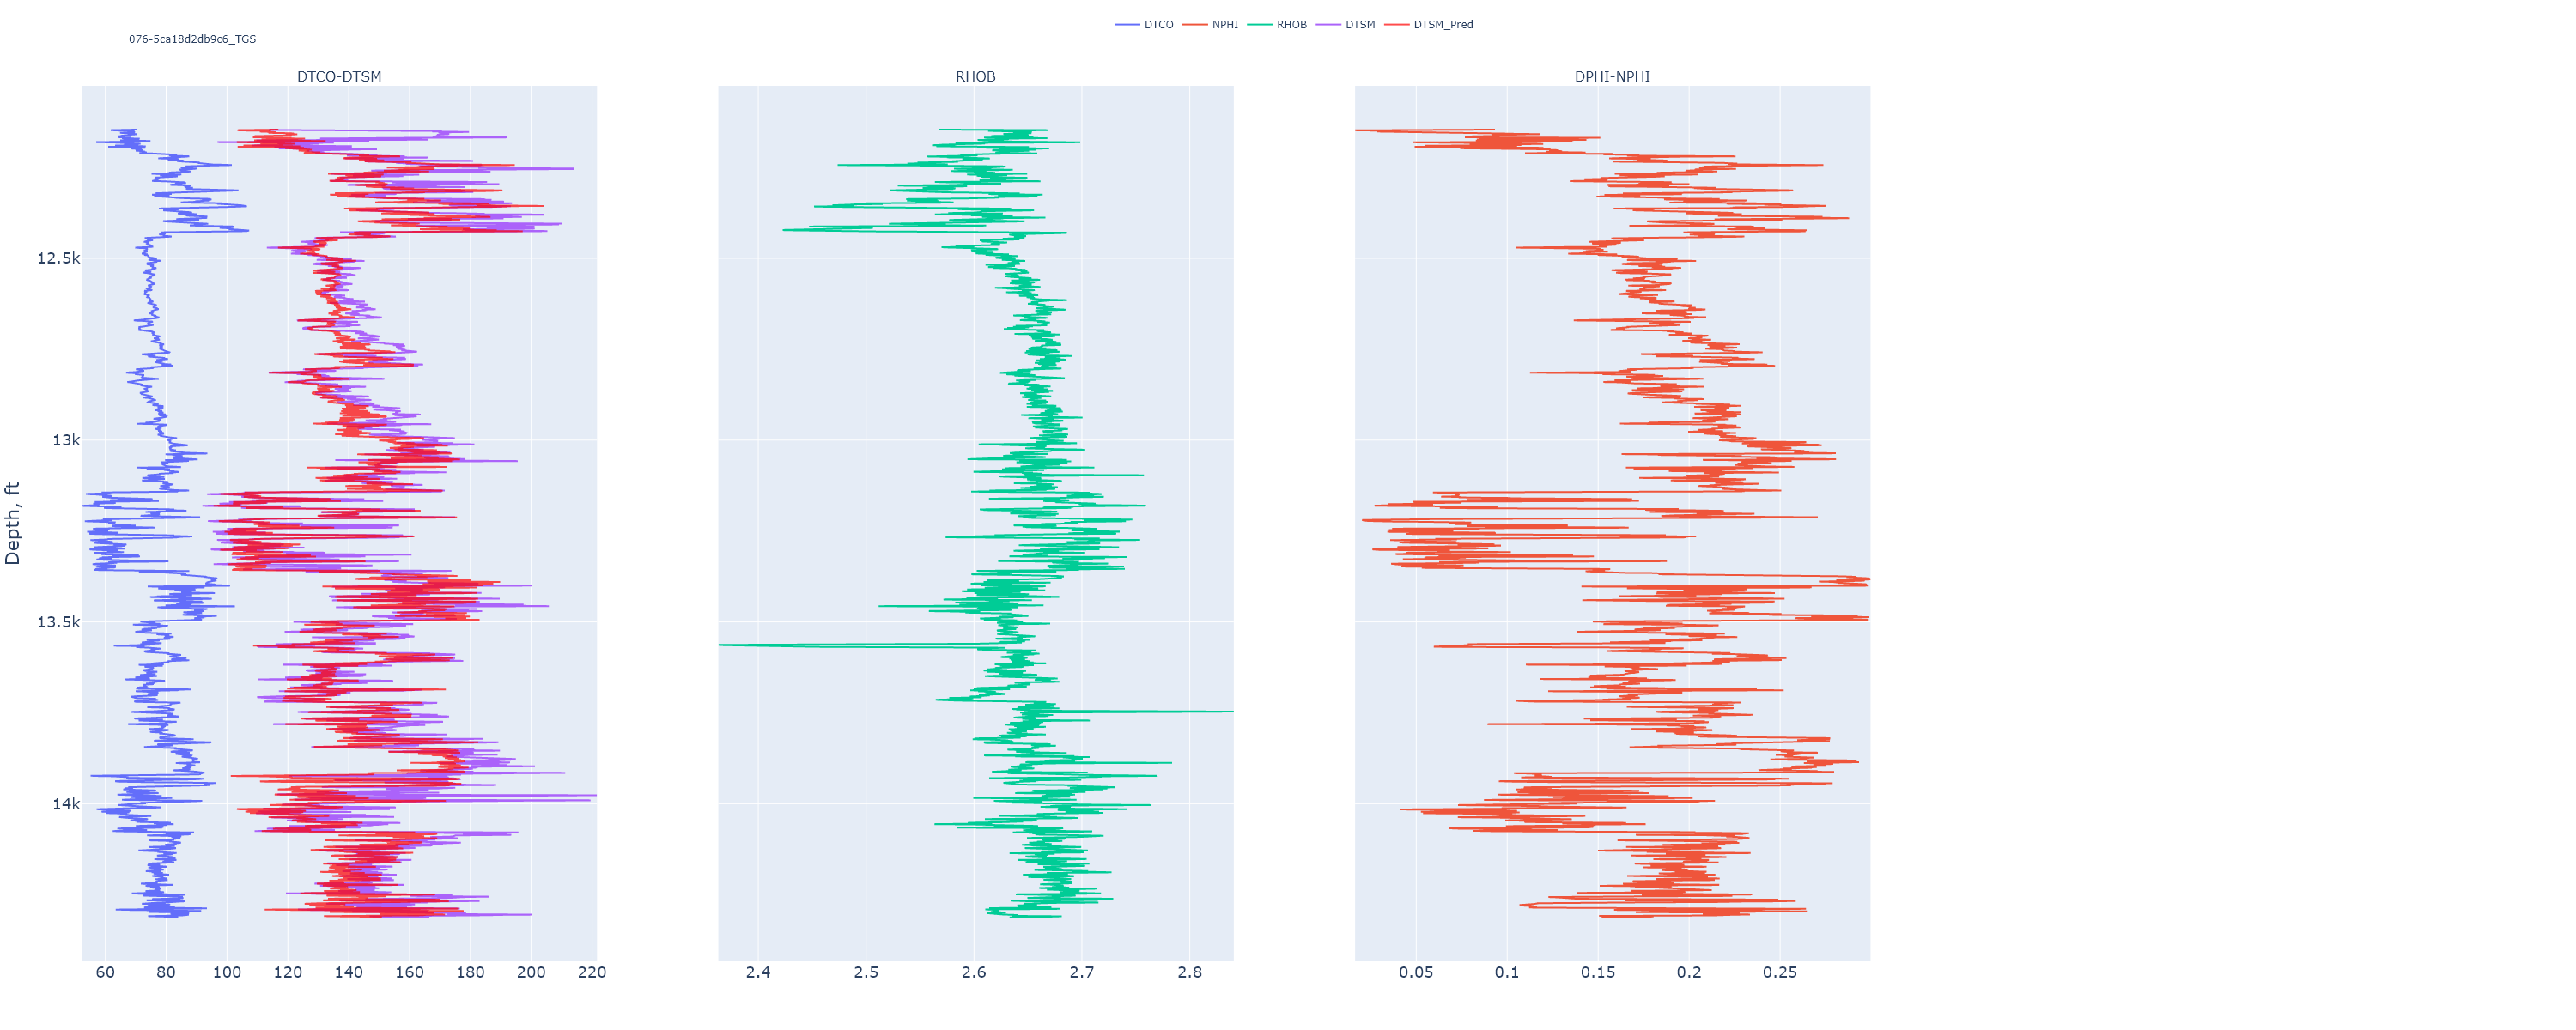 DTCO NPHI RHOB DTSM DTSM_Pred
076-5ca18d2db9c6_TGS
DTCO-DTSM RHOB DPHI-NPHI
Depth, ft
12.5k
13k
13.5k
14k
60 80 100 120 140 160 180 200 220 2.4 2.5 2.6 2.7 2.8 0.05 0.1 0.15 0.2 0.25